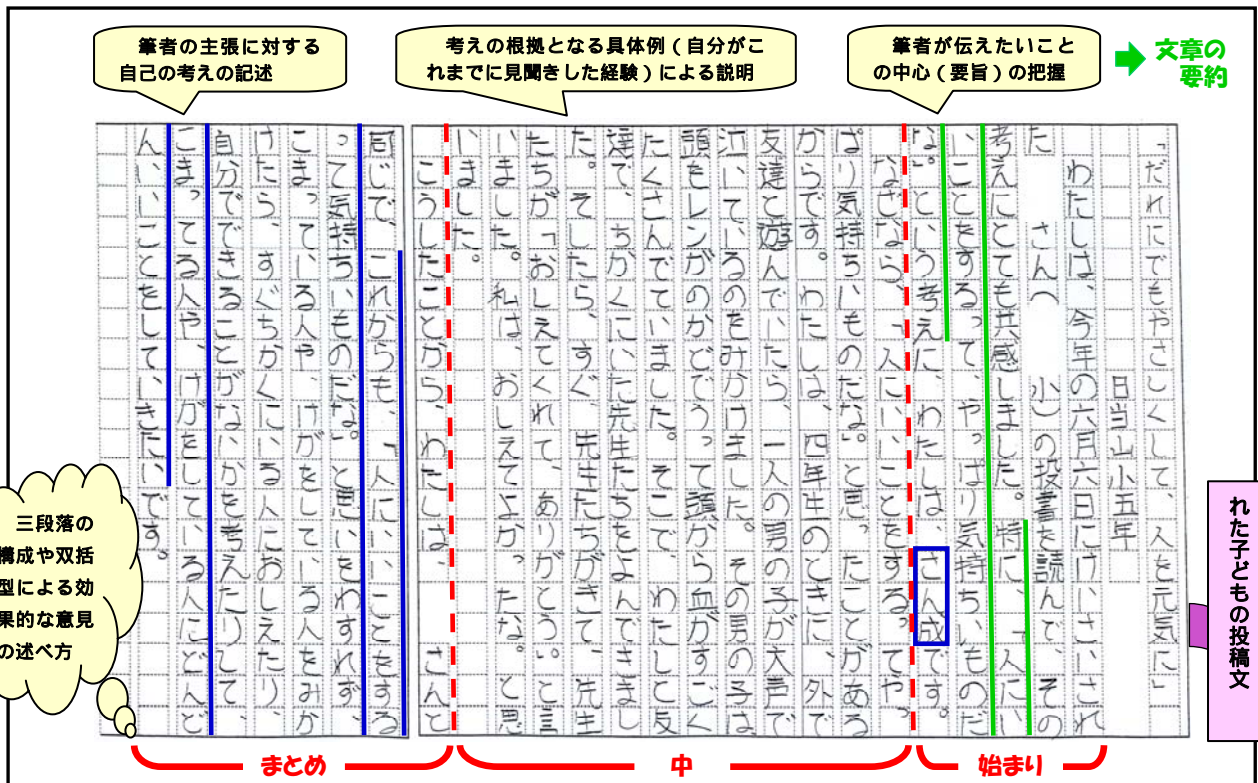 筆者の主張に対する
自己の考えの記述
考えの根拠となる具体例(自分がこ
れまでに見聞きした経験)による説明
筆者が伝えたいこと
の中心(要旨)の把握
文章の
要約
「だれにでもやさしくして、人を元気に」
日当山小五年
わたしは、今年の六月六日にけいさいされ
た さん( 小)の投書を読んで、その
考えにとても共感しました。特に、「人にい
いことをするって、やっぱり気持ちいものだ
な。」という考えに、わたしは、さん成です。
なぜなら、「人にいいことをするってやっ
ぱり気持ちいものだな。」と思ったことがある
からです。わたしは、四年生のときに、外で
友達と遊んでいたら、一人の男の子が大声で
泣いているのをみかけました。その男の子は
頭をレンガのかどでうって頭から血がすごく
たくさんでていました。そこで、わたしと友
達で、ちかくにいた先生たちをよんできまし
た。そしたら、すぐ、先生たちがきて、先生
たちが「おしえてくれて、ありがとう。」と言
いました。私は、おしえてよかったな。と思
いました。
こうしたことから、わたしは、 さんと
同じで、これからも、「人にいいことをする
って気持ちいものだな。」と思いをわすれず、
こまっている人や、けがをしている人をみか
けたら、すぐちかくにいる人におしえたり、
自分でできることがないかを考えたりして、
こまってる人や、けがをしている人にどんど
んいいことをしていきたいです。
三段落の
構成や双括
型による効
果的な意見
の述べ方
れた子どもの投稿文
まとめ
中
始まり